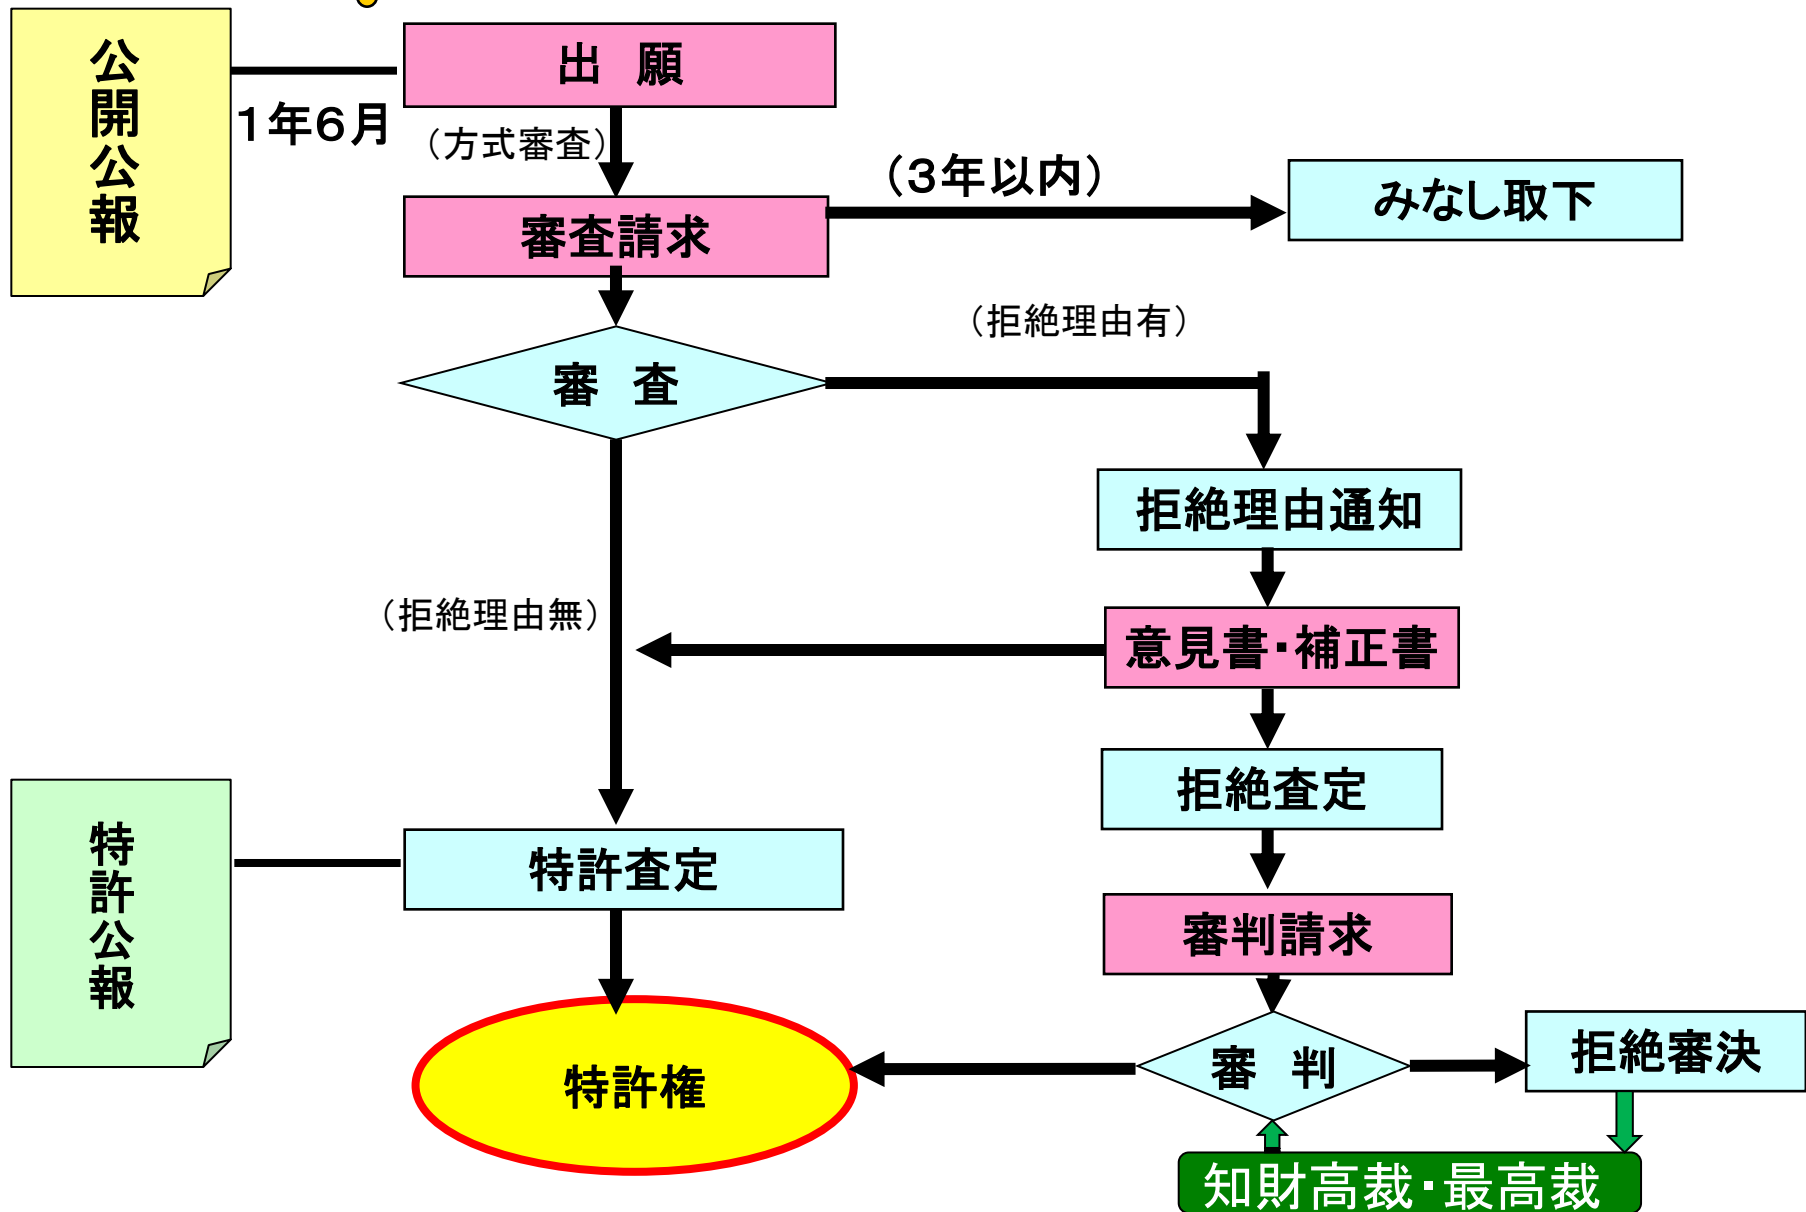 公開公報
出　願
1年6月
（方式審査）
（3年以内）
みなし取下
審査請求
（拒絶理由有）
審　査
拒絶理由通知
（拒絶理由無）
意見書・補正書
拒絶査定
特許公報
特許査定
審判請求
特許権
審　判
拒絶審決
知財高裁・最高裁